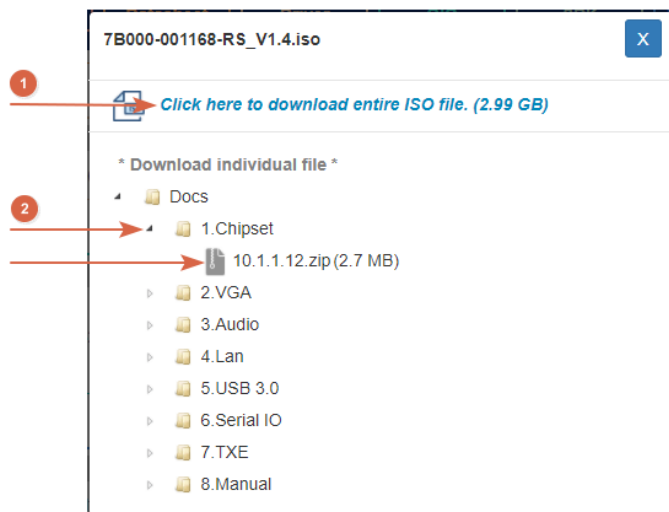 7B000-001168-RS_V1.4.iso
X
1
Click here to download entire ISO file. (2.99 GB)
* Download individual file *
Docs
2
1.Chipset
10.1.1.12.zip (2.7 MB)
2.VGA
3.Audio
4.Lan
5.USB 3.0
6.Serial IO
7.TXE
8.Manual